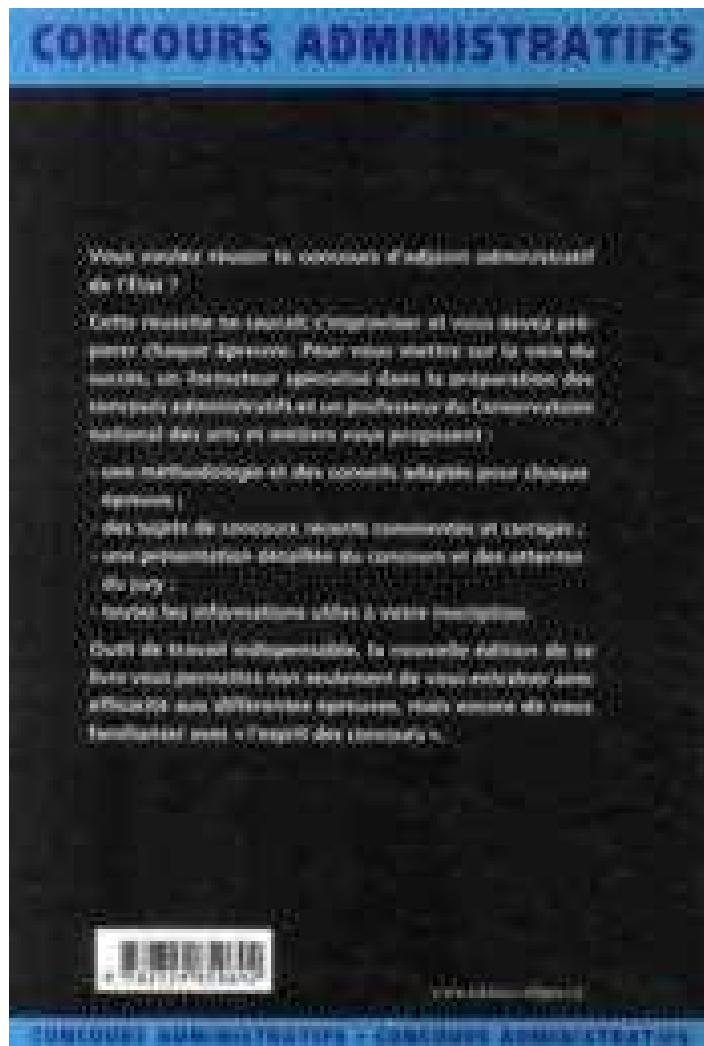 CONCOURS ADMINISTRATIFS
Vous voulez réussir le concours d'adjoint administratif
de l'État ?
Cette réussite ne saurait s'improviser et vous devez pré-
parer chaque épreuve. Pour vous mettre sur la voie du
succès, un formateur spécialisé dans la préparation des
concours administratifs et un professeur du Conservatoire
national des arts et métiers vous proposent :
- une méthodologie et des conseils adaptés pour chaque
épreuve ;
- des sujets de concours récents commentés et corrigés ;
- une présentation détaillée du concours et des attentes
du jury ;
- toutes les informations utiles à votre inscription.
Outil de travail indispensable, la nouvelle édition de ce
livre vous permettra non seulement de vous entraîner avec
efficacité aux différentes épreuves, mais encore de vous
familiariser avec « l'esprit des concours ».
CONCOURS ADMINISTRATIFS - CONCOURS ADMINISTRATIFS